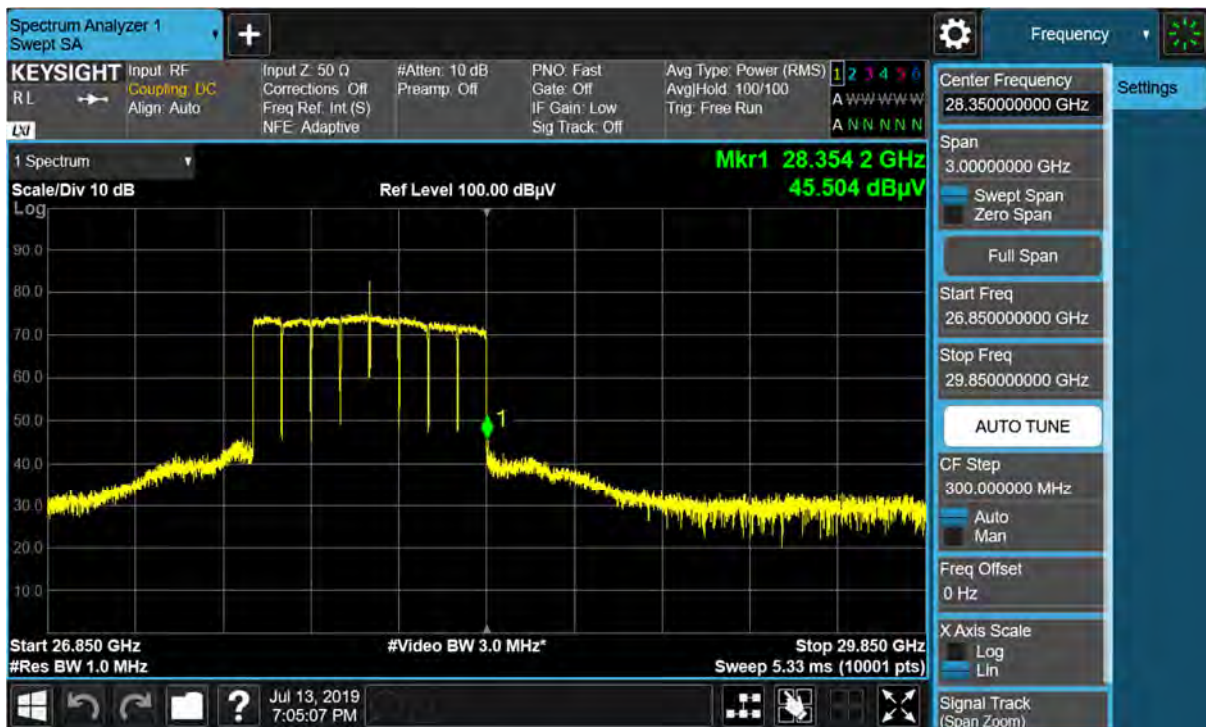 Spectrum Analyzer 1
Swept SA
+
Frequency
KEYSIGHT
RL
LXI
Input: RF
Coupling: DC
Align: Auto
Input Z: 50 Ω
Corrections: Off
Freq Ref: Int (S)
NFE: Adaptive
#Atten: 10 dB
Preamp: Off
PNO: Fast
Gate: Off
IF Gain: Low
Sig Track: Off
Avg Type: Power (RMS)
Avg|Hold: 100/100
Trig: Free Run
1 2 3 4 5 6
A W W W W W
A N N N N N
1 Spectrum
Scale/Div 10 dB
Log
Ref Level 100.00 dBµV
Mkr1 28.354 2 GHz
45.504 dBµV
90.0
80.0
70.0
60.0
50.0
40.0
30.0
20.0
10.0
1
Start 26.850 GHz
#Res BW 1.0 MHz
#Video BW 3.0 MHz*
Stop 29.850 GHz
Sweep 5.33 ms (10001 pts)
Center Frequency
28.350000000 GHz
Settings
Span
3.00000000 GHz
Swept Span
Zero Span
Full Span
Start Freq
26.850000000 GHz
Stop Freq
29.850000000 GHz
AUTO TUNE
CF Step
300.000000 MHz
Auto
Man
Freq Offset
0 Hz
X Axis Scale
Log
Lin
Signal Track
(Span Zoom)
?
Jul 13, 2019
7:05:07 PM